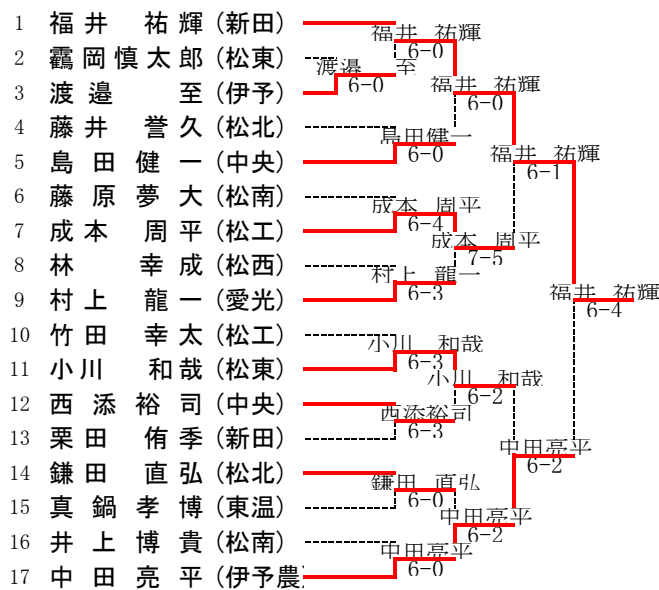 1 福井 祐輝 (新田)
2 靏岡慎太郎 (松東)
3 渡邉 至 (伊予)
4 藤井 誉久 (松北)
5 島田健一 (中央)
6 藤原夢大 (松南)
7 成本 周平 (松工)
8 林 幸成 (松西)
9 村上 龍一 (愛光)
10 竹田 幸太 (松工)
11 小川 和哉 (松東)
12 西添裕司 (中央)
13 栗田 侑季 (新田)
14 鎌田 直弘 (松北)
15 真鍋孝博 (東温)
16 井上博貴 (松南)
17 中田亮平 (伊予農
渡邉 至
6-0
福井 祐輝
6-0
島田健一
6-0
成本 周平
6-4
村上 龍一
6-3
小川 和哉
6-3
西添裕司
6-3
鎌田 直弘
6-0
中田亮平
6-0
福井 祐輝
6-0
成本 周平
7-5
小川 和哉
6-2
中田亮平
6-2
福井 祐輝
6-1
中田亮平
6-2
福井 祐輝
6-4